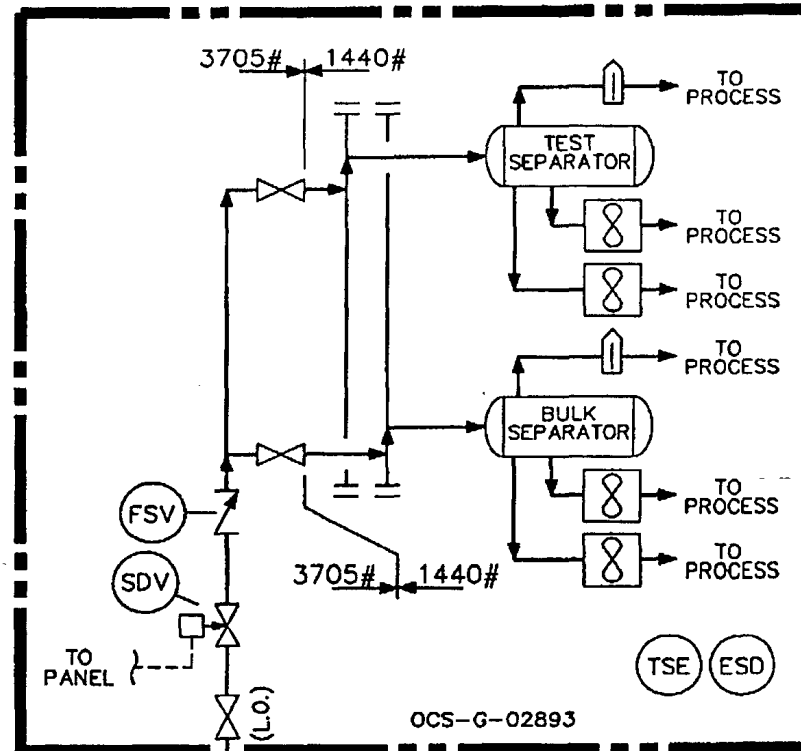 3705# 1440#
TO
PROCESS
TEST
SEPARATOR
TO
PROCESS
TO
PROCESS
TO
PROCESS
BULK
SEPARATOR
FSV
TO
PROCESS
SDV
3705# 1440#
TO
PROCESS
TO
PANEL
(L.O.)
TSE
ESD
OCS-G-02893